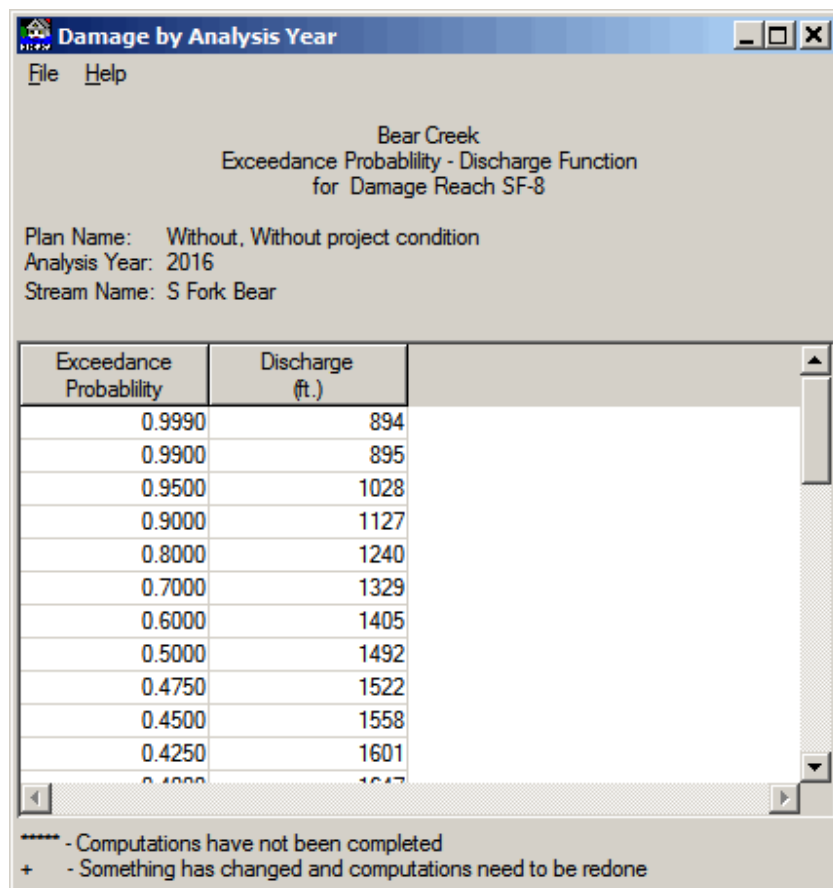 Damage by Analysis Year
File Help
Bear Creek
Exceedance Probablility - Discharge Function
for Damage Reach SF-8
Plan Name: Without, Without project condition
Analysis Year: 2016
Stream Name: S Fork Bear
Exceedance Discharge
Probablility (ft.)
0.9990 894
0.9900 895
0.9500 1028
0.9000 1127
0.8000 1240
0.7000 1329
0.6000 1405
0.5000 1492
0.4750 1522
0.4500 1558
0.4250 1601
***** - Computations have not been completed
+ - Something has changed and computations need to be redone